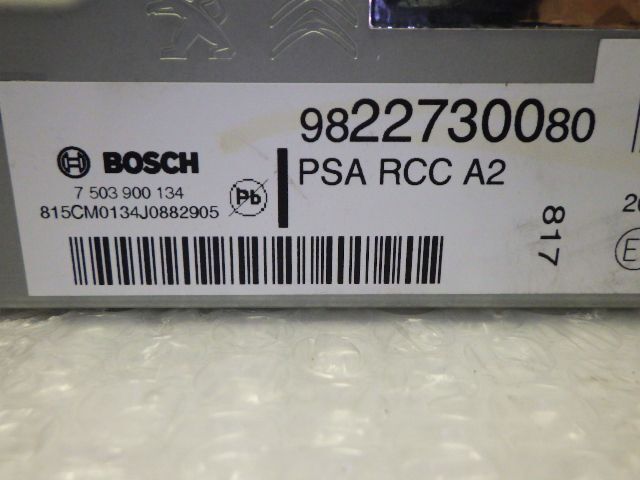 9822730080
BOSCH
PSA RCC A2
7 503 900 134
Pb
815CM0134J0882905
817
E